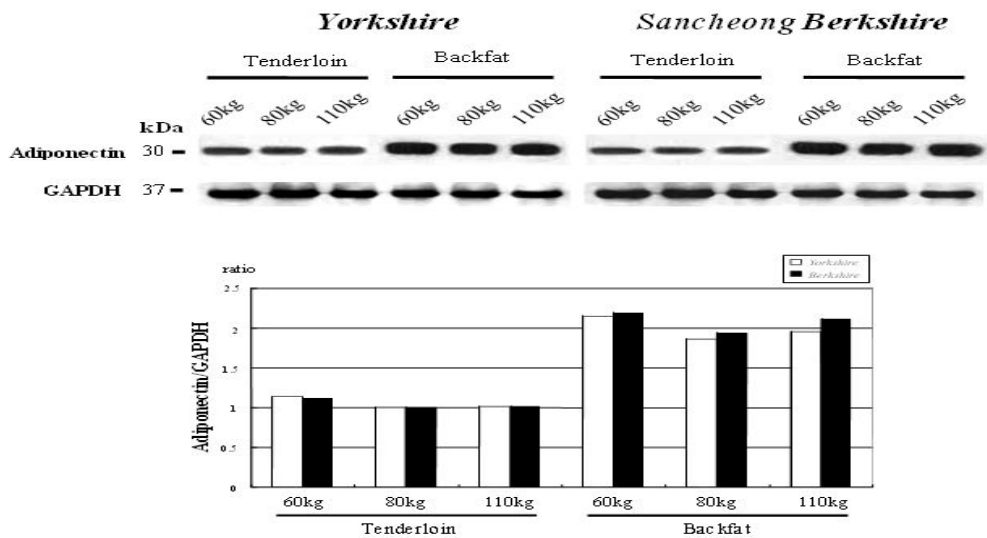 Yorkshire Sancheong Berkshire
Tenderloin Backfat Tenderloin Backfat
60kg 80kg 110kg 60kg 80kg 110kg 60kg 80kg 110kg 60kg 80kg 110kg
kDa
Adiponectin 30
GAPDH 37
ratio
Yorkshire
Berkshire
Adiponectin/GAPDH
2.5
2
1.5
1
0.5
0
60kg 80kg 110kg 60kg 80kg 110kg
Tenderloin Backfat